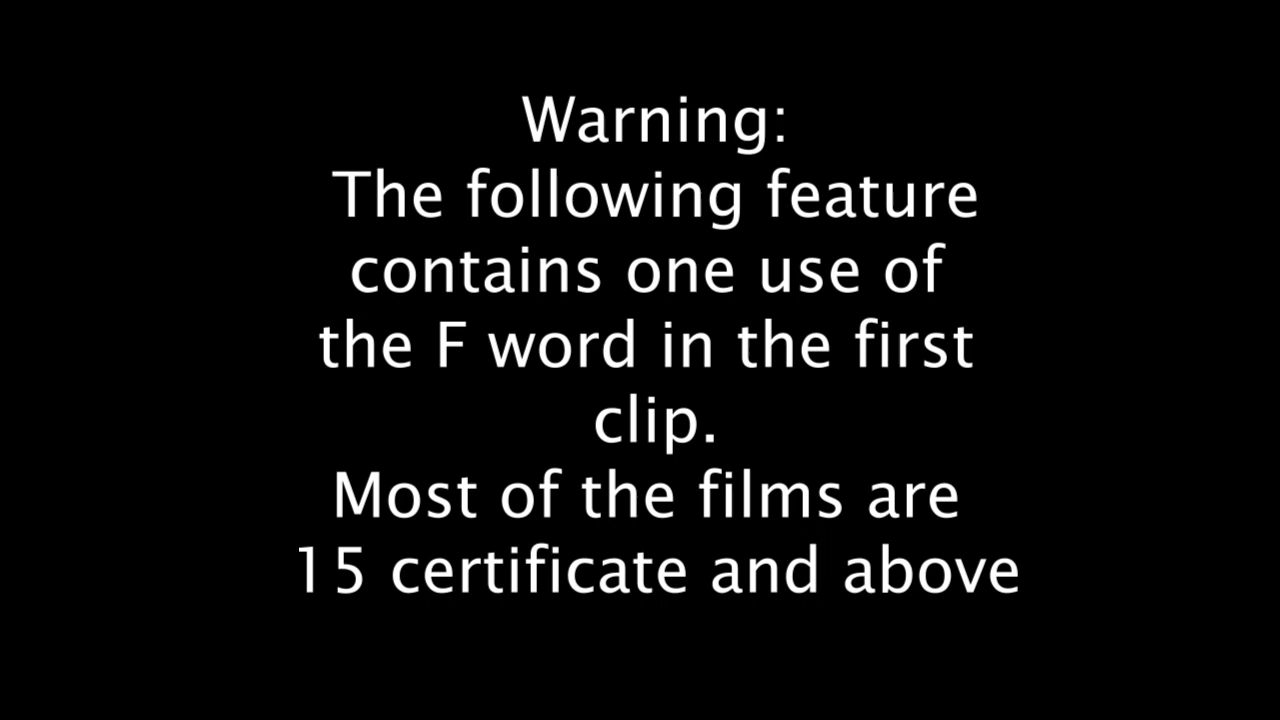 Warning:
The following feature
contains one use of
the F word in the first
clip.
Most of the films are
15 certificate and above